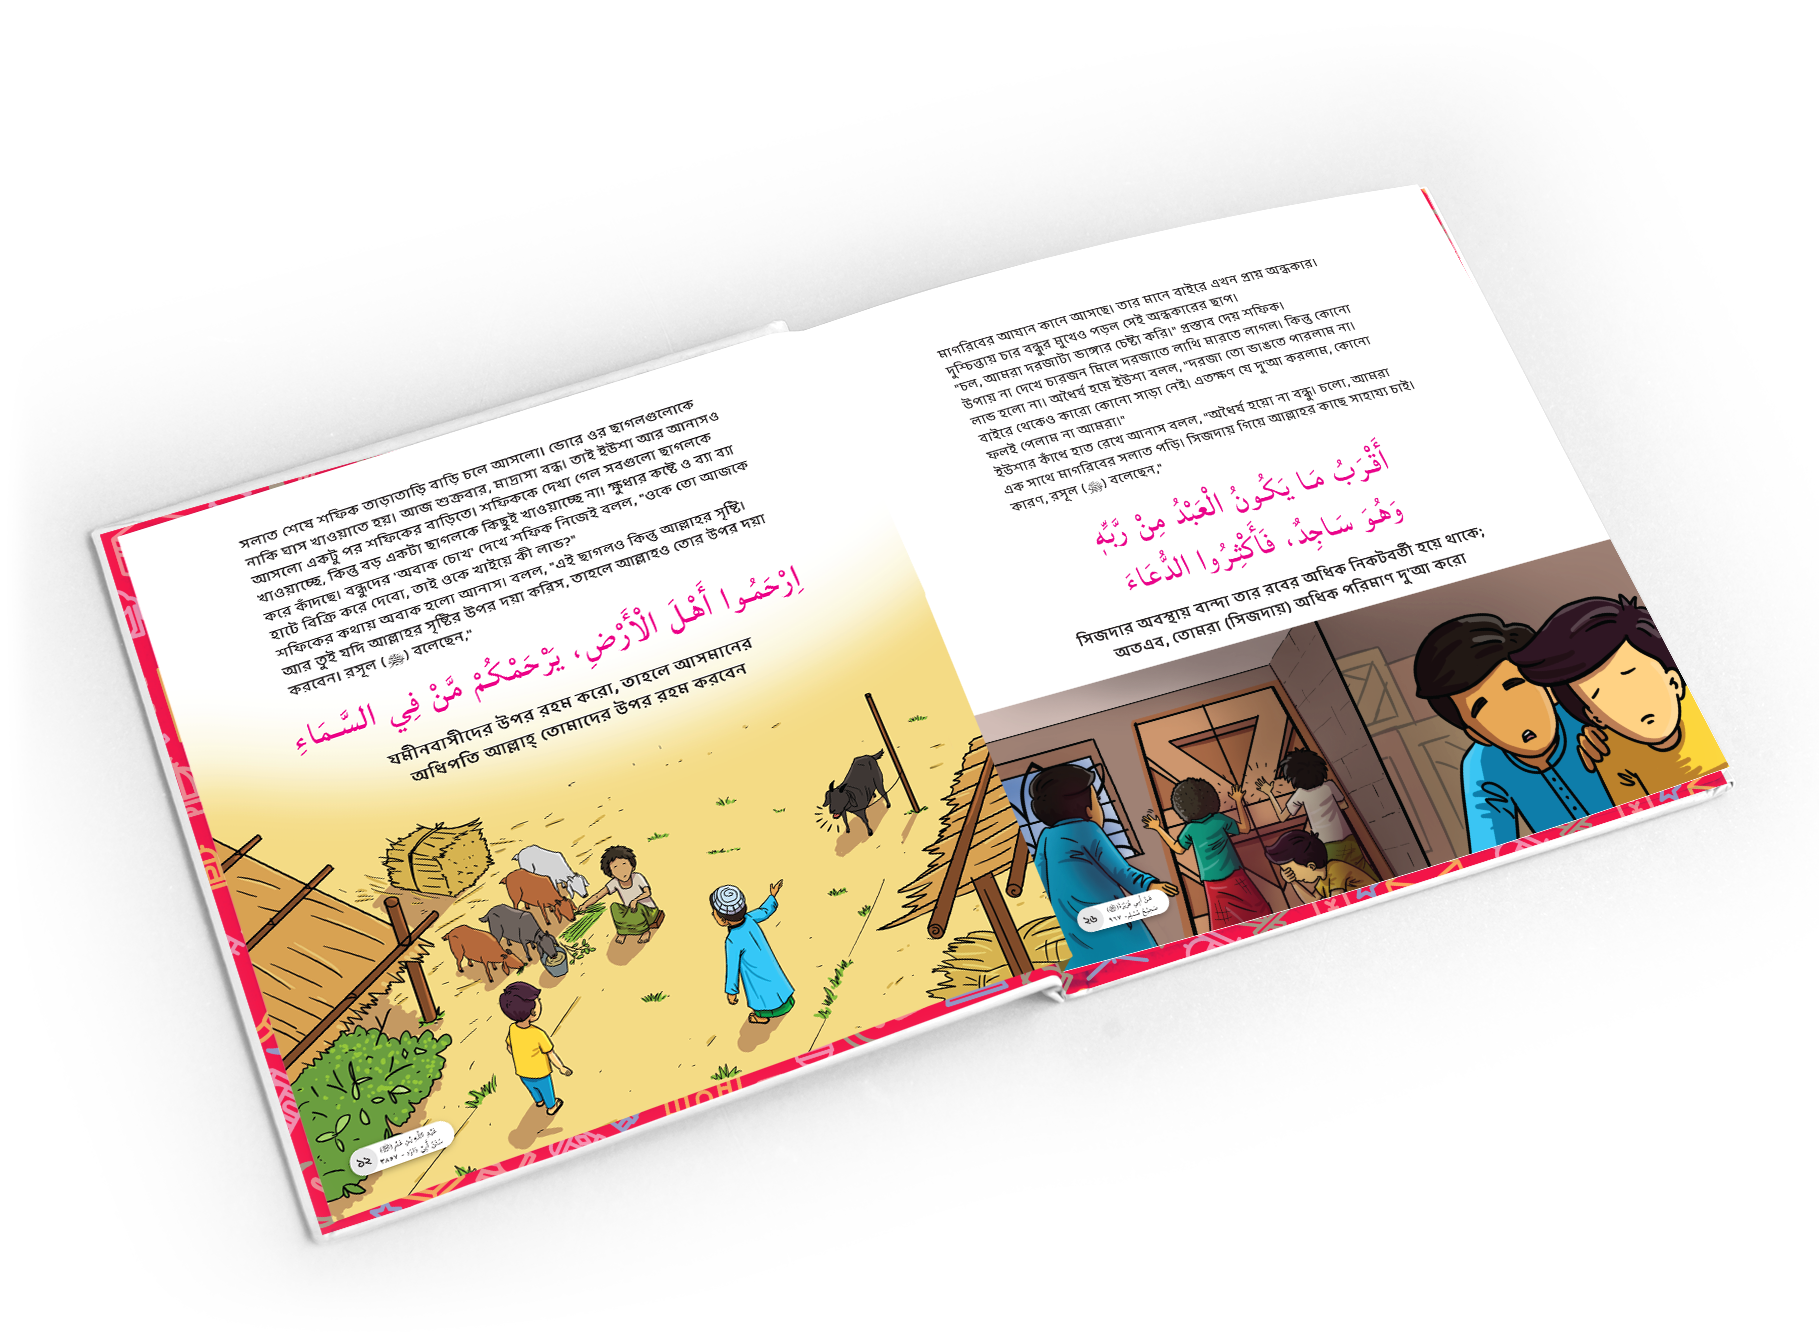 সলাত শেষে শফিক তাড়াতাড়ি বাড়ি চলে আসলো। ভোরে ওর ছাগলগুলোকে
নাকি ঘাস খাওয়াতে হয়। আজ শুক্রবার, মাদ্রাসা বন্ধ। তাই ইউশা আর আনাসও
আসলো একটু পর শফিকের বাড়িতে। শফিককে দেখা গেল সবগুলো ছাগলকে
খাওয়াচ্ছে, কিন্তু বড় একটা ছাগলকে কিছুই খাওয়াচ্ছে না। ক্ষুধার কষ্টে ও ব্যা ব্যা
করে কাঁদছে। বন্ধুদের 'অবাক চোখ' দেখে শফিক নিজেই বলল, "ওকে তো আজকে
হাটে বিক্রি করে দেবো, তাই ওকে খাইয়ে কী লাভ?"
শফিকের কথায় অবাক হলো আনাস। বলল, "এই ছাগলও কিন্তু আল্লাহর সৃষ্টি।
আর তুই যদি আল্লাহর সৃষ্টির উপর দয়া করিস, তাহলে আল্লাহও তোর উপর দয়া
করবেন। রসূল (ﷺ) বলেছেন,"
اِرْحَمُوا أَهْلَ الْأَرْضِ، يَرْحَمْكُمْ مَّنْ فِي السَّمَاءِ
যমীনবাসীদের উপর রহম করো, তাহলে আসমানের
অধিপতি আল্লাহ্‌ তোমাদের উপর রহম করবেন
১২
মাগরিবের আযান কানে আসছে। তার মানে বাইরে এখন প্রায় অন্ধকার।
দুশ্চিন্তায় চার বন্ধুর মুখেও পড়ল সেই অন্ধকারের ছাপ।
"চল, আমরা দরজাটা ভাঙ্গার চেষ্টা করি।" প্রস্তাব দেয় শফিক।
উপায় না দেখে চারজন মিলে দরজাতে লাথি মারতে লাগল। কিন্তু কোনো
লাভ হলো না। অধৈর্য হয়ে ইউশা বলল, "দরজা তো ভাঙতে পারলাম না।
বাইরে থেকেও কারো কোনো সাড়া নেই। এতক্ষণ যে দু'আ করলাম, কোনো
ফলই পেলাম না আমরা।"
ইউশার কাঁধে হাত রেখে আনাস বলল, "অধৈর্য হয়ো না বন্ধু। চলো, আমরা
এক সাথে মাগরিবের সলাত পড়ি। সিজদায় গিয়ে আল্লাহর কাছে সাহায্য চাই।
কারণ, রসূল (ﷺ) বলেছেন,"
أَقْرَبُ مَا يَكُونُ الْعَبْدُ مِنْ رَّبِّهٖ
وَهُوَ سَاجِدٌ، فَأَكْثِرُوا الدُّعَاءَ
সিজদার অবস্থায় বান্দা তার রবের অধিক নিকটবর্তী হয়ে থাকে;
অতএব, তোমরা (সিজদায়) অধিক পরিমাণ দু'আ করো
২৬